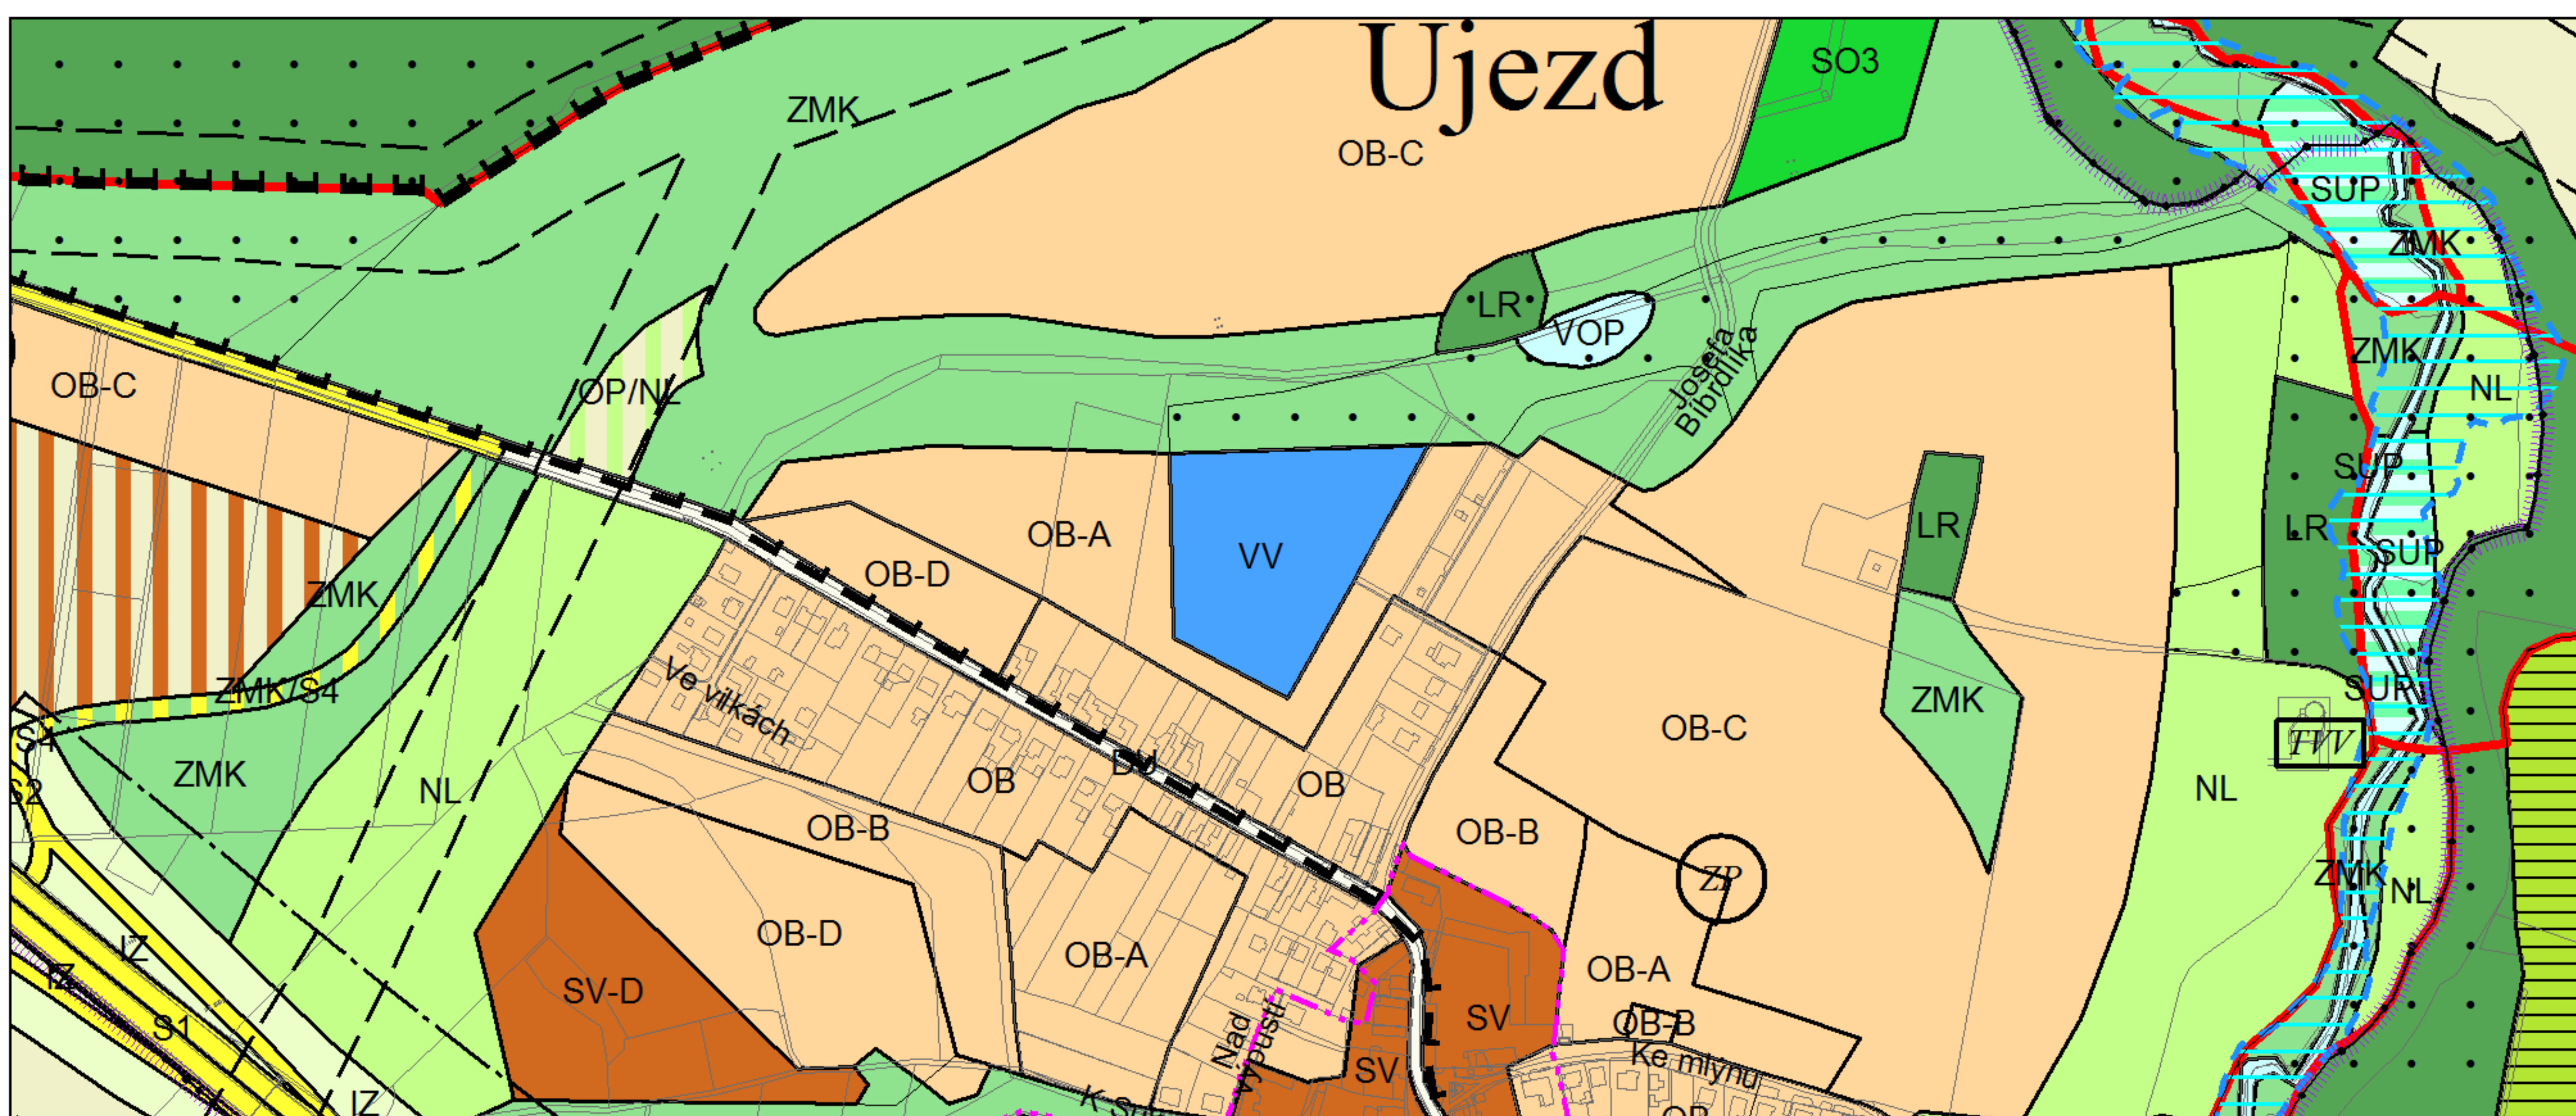 Ujezd
SO3
ZMK
OB-C
SUP
ZMK
LR
VOP
Josefa
Bíbrdlíka
ZMK
NL
OB-C
OP/NL
SUP
LR
SUP
OB-A
VV
LR
OB-D
ZMK
ZMK/S4
Ve vilkách
SUP
ZMK
OB-C
TVV
S4
S2
ZMK
NL
OB
DU
OB
NL
OB-B
OB-B
ZP
ZMK
NL
OB-D
OB-A
OB-A
IZ
IZ
SV-D
S1
SV
OB-B
Nad
výpustí
SV
Ke mlýnu
IZ